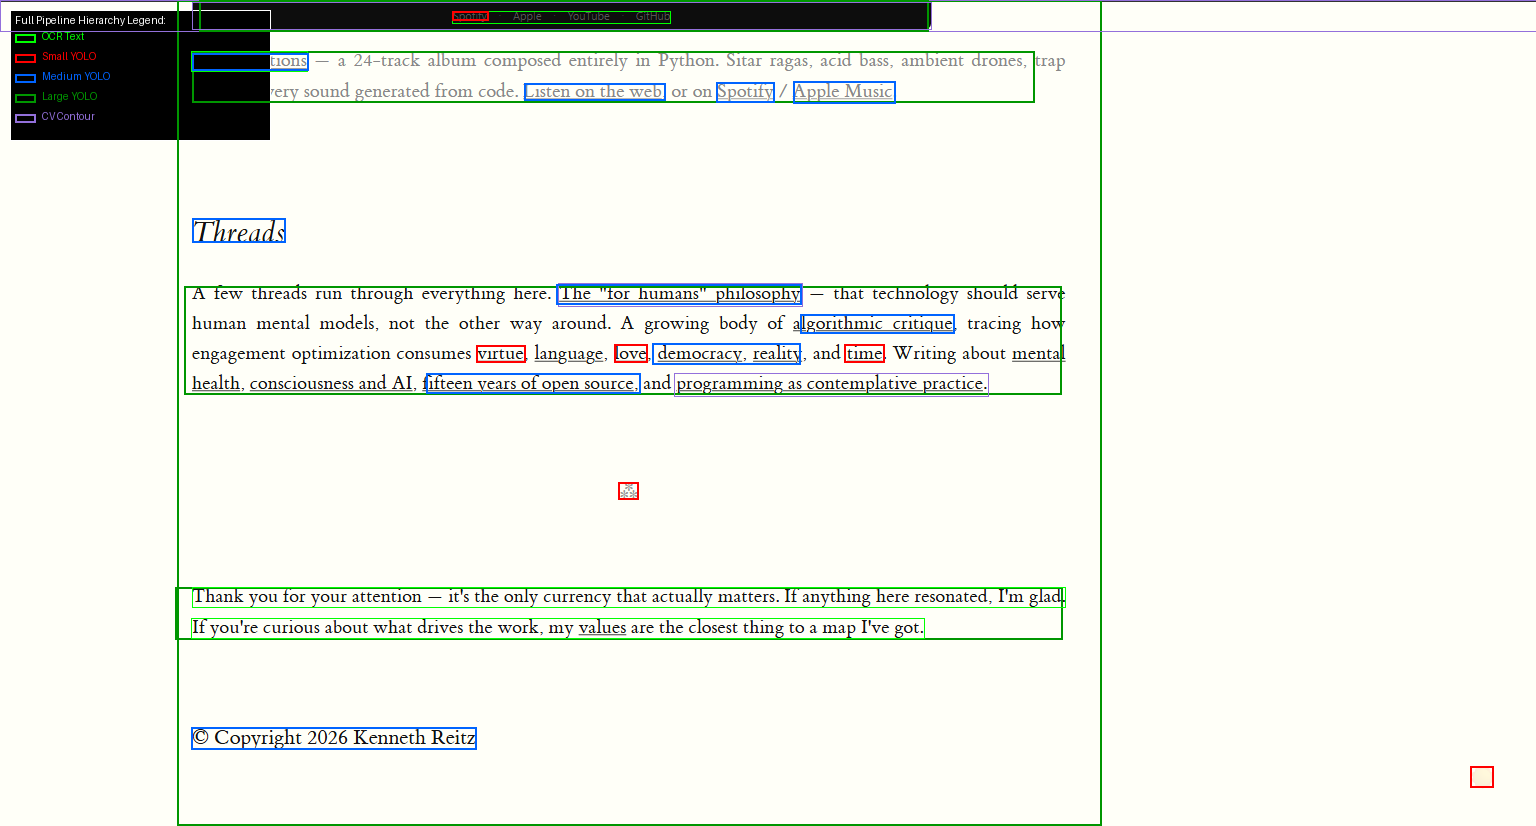 Full Pipeline Hierarchy Legend:
OCR Text
Small YOLO
Medium YOLO
Large YOLO
CV Contour
Spotify · Apple · YouTube · GitHub
tions — a 24-track album composed entirely in Python. Sitar ragas, acid bass, ambient drones, trap
very sound generated from code. Listen on the web, or on Spotify / Apple Music
Threads
A few threads run through everything here. The "for humans" philosophy — that technology should serve
human mental models, not the other way around. A growing body of algorithmic critique, tracing how
engagement optimization consumes virtue, language, love, democracy, reality, and time. Writing about mental
health, consciousness and AI, fifteen years of open source, and programming as contemplative practice.
Thank you for your attention — it's the only currency that actually matters. If anything here resonated, I'm glad.
If you're curious about what drives the work, my values are the closest thing to a map I've got.
© Copyright 2026 Kenneth Reitz